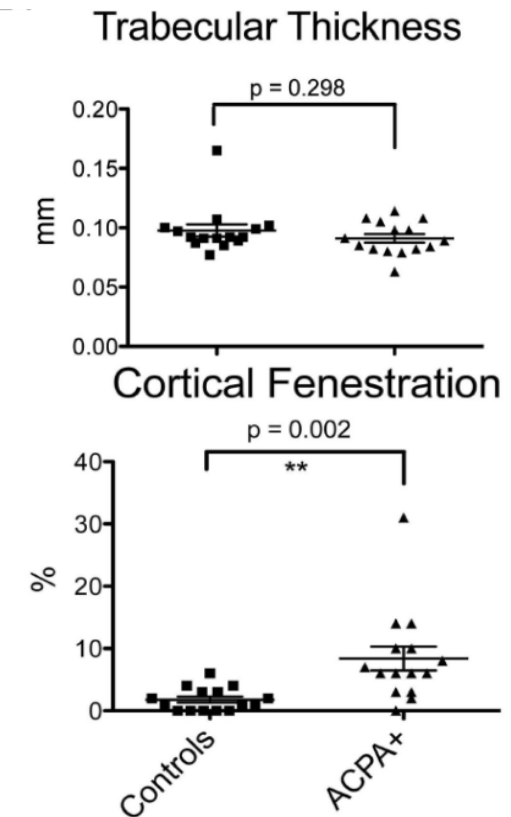 Trabecular Thickness
p = 0.298
0.20
0.15
0.10
0.05
0.00
mm
Cortical Fenestration
p = 0.002
**
40
30
20
10
0
%
Controls
ACPA+